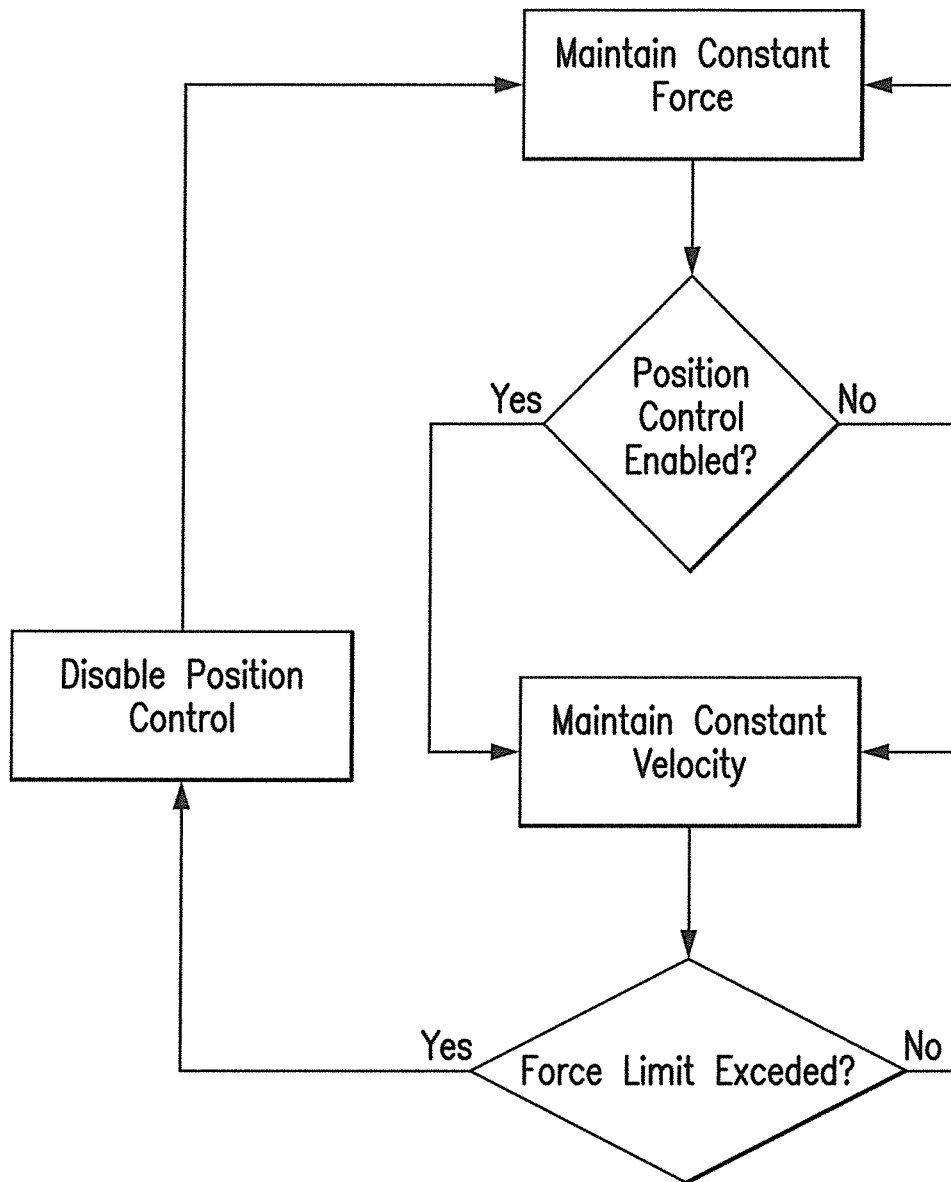 Maintain Constant
Force
Position
Control
Enabled?
Yes
No
Disable Position
Control
Maintain Constant
Velocity
Yes
Force Limit Exceded?
No